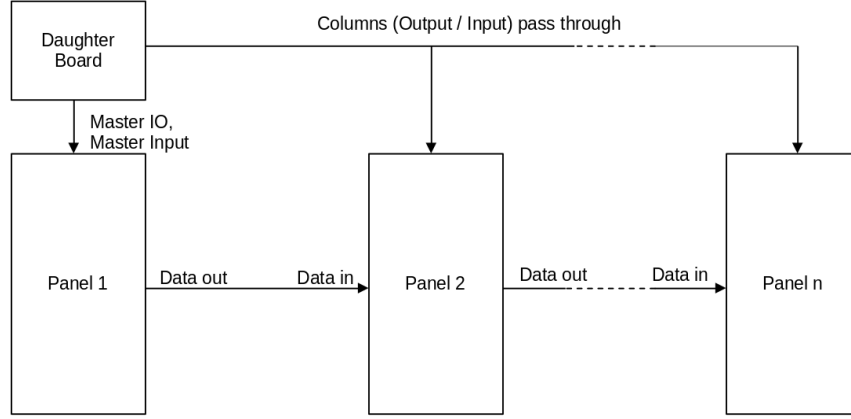 Daughter
Board
Columns (Output / Input) pass through
Master IO,
Master Input
Panel 1
Data out
Data in
Panel 2
Data out
Data in
Panel n